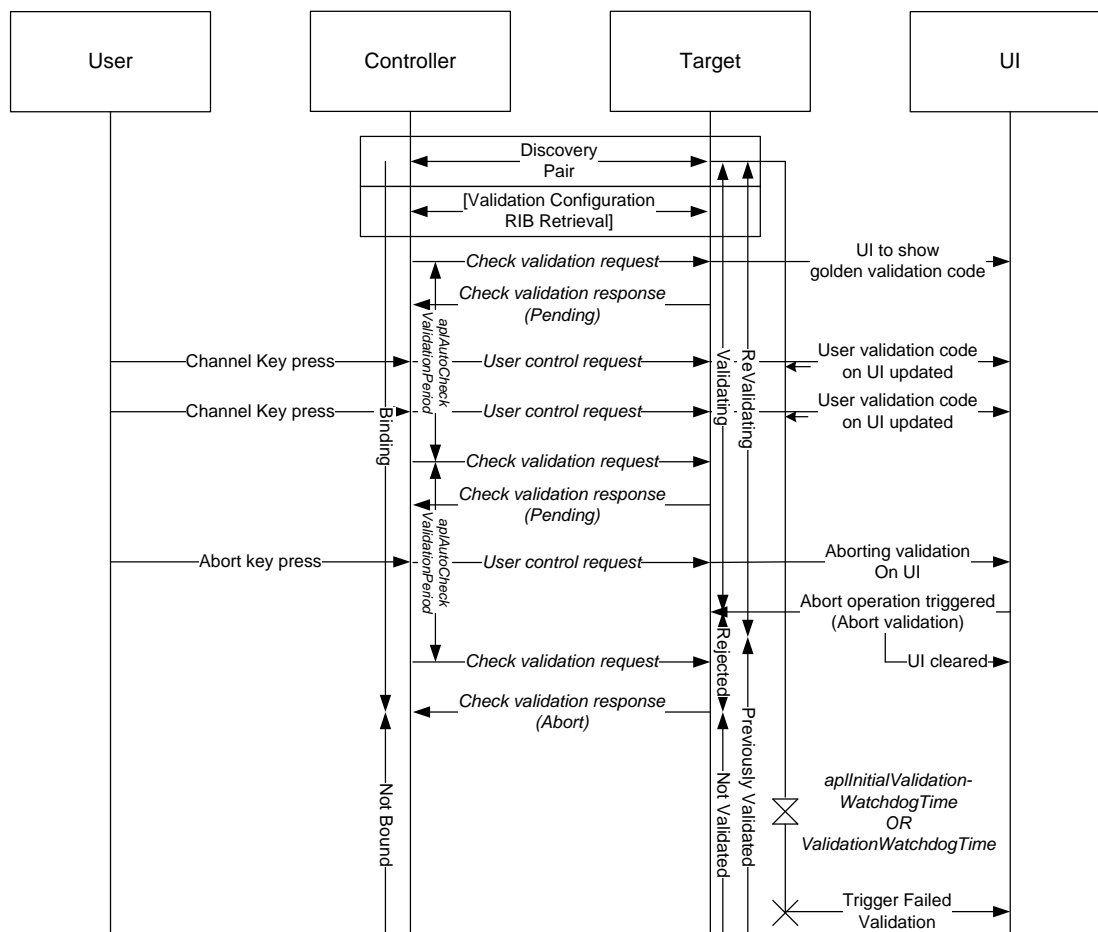 User
Controller
Target
UI
Discovery
Pair
[Validation Configuration
RIB Retrieval]
Check validation request
UI to show
golden validation code
Check validation response
(Pending)
aplAutoCheck
ValidationPeriod
Validating
ReValidating
Binding
Channel Key press
User control request
User validation code
on UI updated
Channel Key press
User control request
User validation code
on UI updated
Check validation request
Check validation response
(Pending)
aplAutoCheck
ValidationPeriod
Abort key press
User control request
Aborting validation
On UI
Abort operation triggered
(Abort validation)
Rejected
Check validation request
UI cleared
Check validation response
(Abort)
Not Bound
Not Validated
Previously Validated
aplInitialValidation-
WatchdogTime
OR
ValidationWatchdogTime
Trigger Failed
Validation